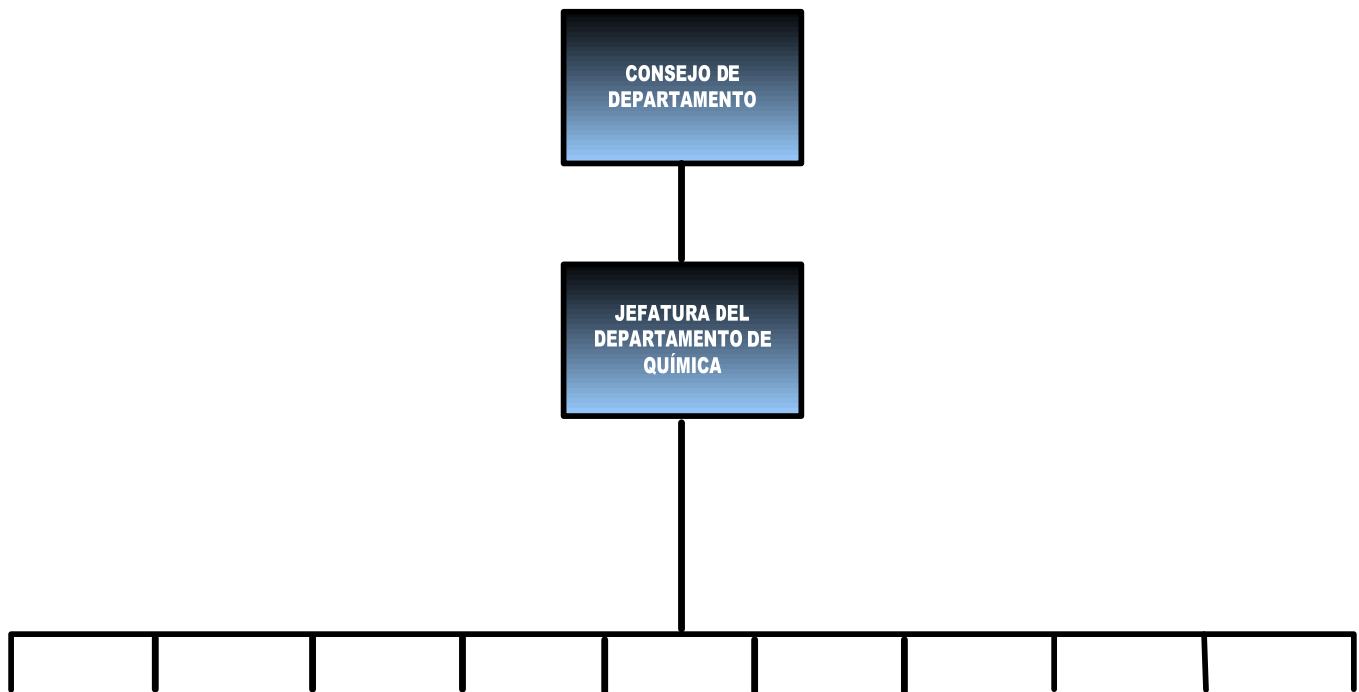 CONSEJO DE
DEPARTAMENTO
JEFATURA DEL
DEPARTAMENTO DE
QUÍMICA